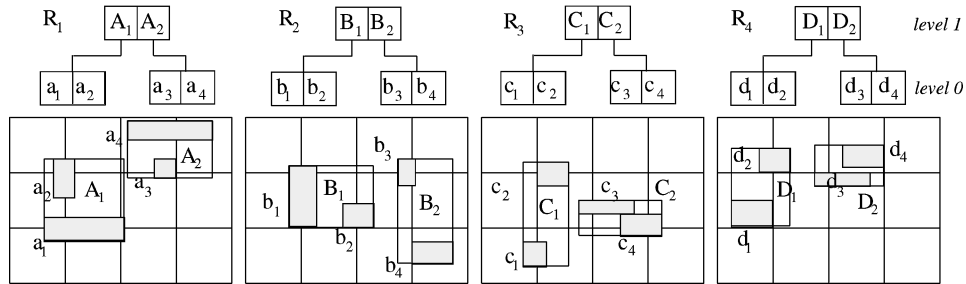 R₁ A₁ A₂ R₂ B₁ B₂ R₃ C₁ C₂ R₄ D₁ D₂ level 1
a₁ a₂ a₃ a₄ b₁ b₂ b₃ b₄ c₁ c₂ c₃ c₄ d₁ d₂ d₃ d₄ level 0
a₄ A₂ a₃ a₂ A₁ a₁
b₃ B₁ B₂ b₁ b₂ b₄
c₂ c₃ C₂ C₁ c₄ c₁
d₂ d₄ d₃ D₁ D₂ d₁